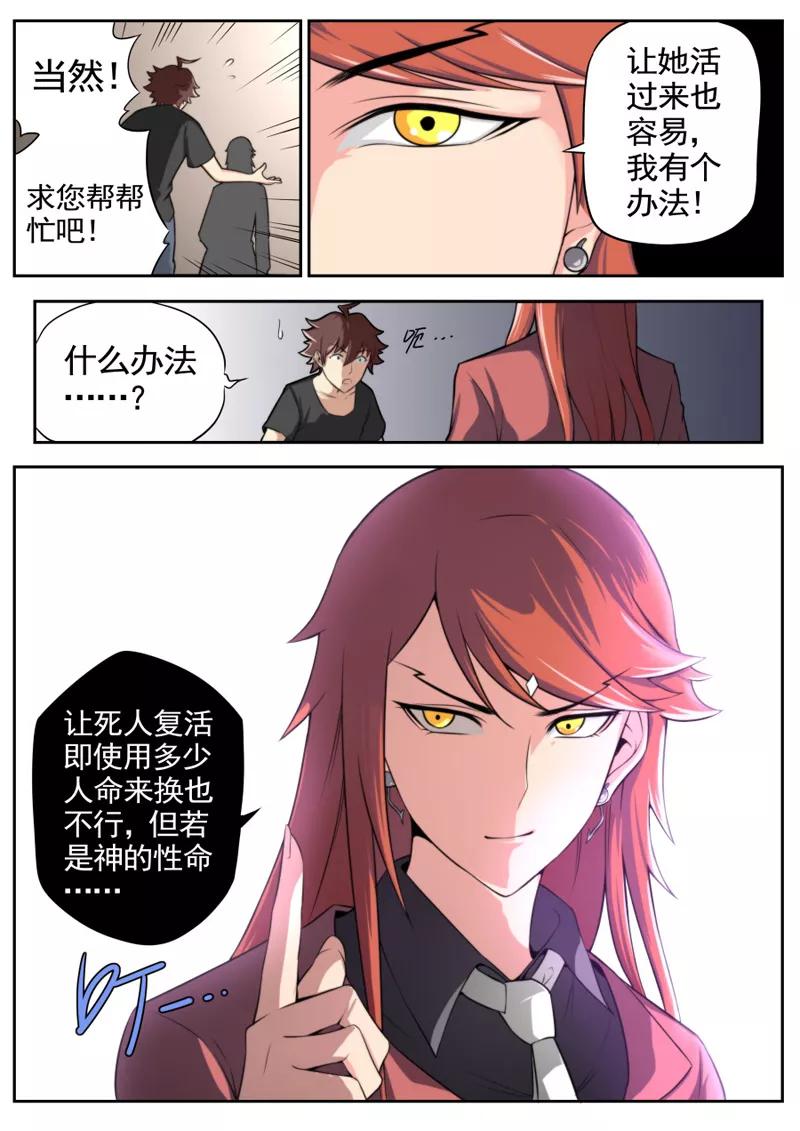 当然！
求您帮帮
忙吧！
让她活
过来也
容易，
我有个
办法！
什么办法
……？
呃…
让死人复活
即使用多少
人命来换也
不行，但若
是神的性命
……